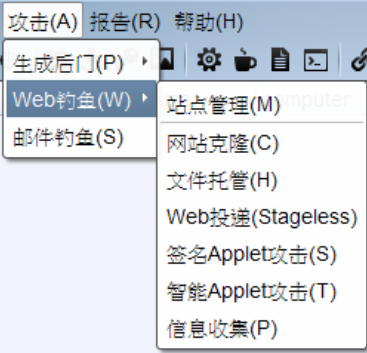 攻击(A) 报告(R) 帮助(H)
生成后门(P)
Web钓鱼(W)
邮件钓鱼(S)
站点管理(M)
网站克隆(C)
文件托管(H)
Web投递(Stageless)
签名Applet攻击(S)
智能Applet攻击(T)
信息收集(P)